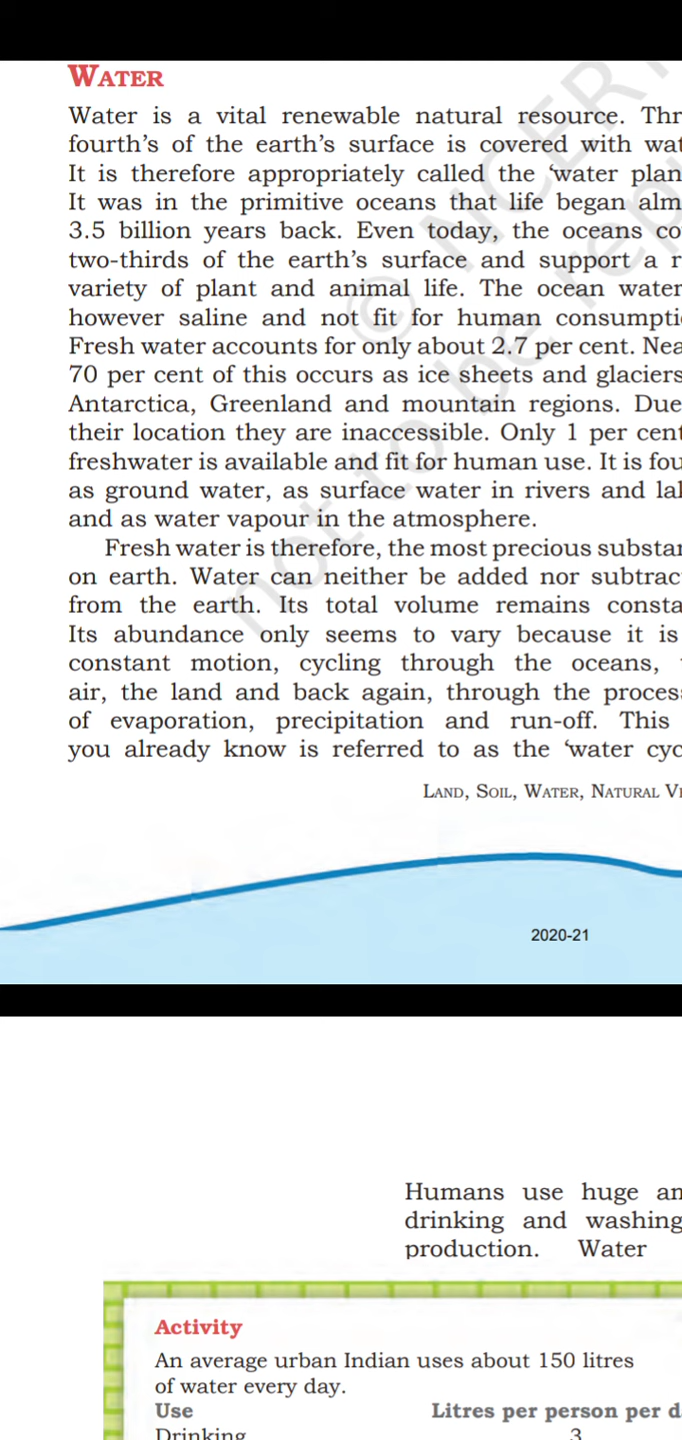 WATER
Water is a vital renewable natural resource. Thr
fourth's of the earth's surface is covered with wat
It is therefore appropriately called the 'water plan
It was in the primitive oceans that life began alm
3.5 billion years back. Even today, the oceans co
two-thirds of the earth's surface and support a r
variety of plant and animal life. The ocean water
however saline and not fit for human consumpti
Fresh water accounts for only about 2.7 per cent. Nea
70 per cent of this occurs as ice sheets and glaciers
Antarctica, Greenland and mountain regions. Due
their location they are inaccessible. Only 1 per cent
freshwater is available and fit for human use. It is fou
as ground water, as surface water in rivers and lak
and as water vapour in the atmosphere.
Fresh water is therefore, the most precious substan
on earth. Water can neither be added nor subtract
from the earth. Its total volume remains consta
Its abundance only seems to vary because it is
constant motion, cycling through the oceans, t
air, the land and back again, through the process
of evaporation, precipitation and run-off. This
you already know is referred to as the 'water cyc
LAND, SOIL, WATER, NATURAL VE
2020-21
Humans use huge an
drinking and washing
production. Water
Activity
An average urban Indian uses about 150 litres
of water every day.
Use Litres per person per d
Drinking 3
© NCERT
not to be repu